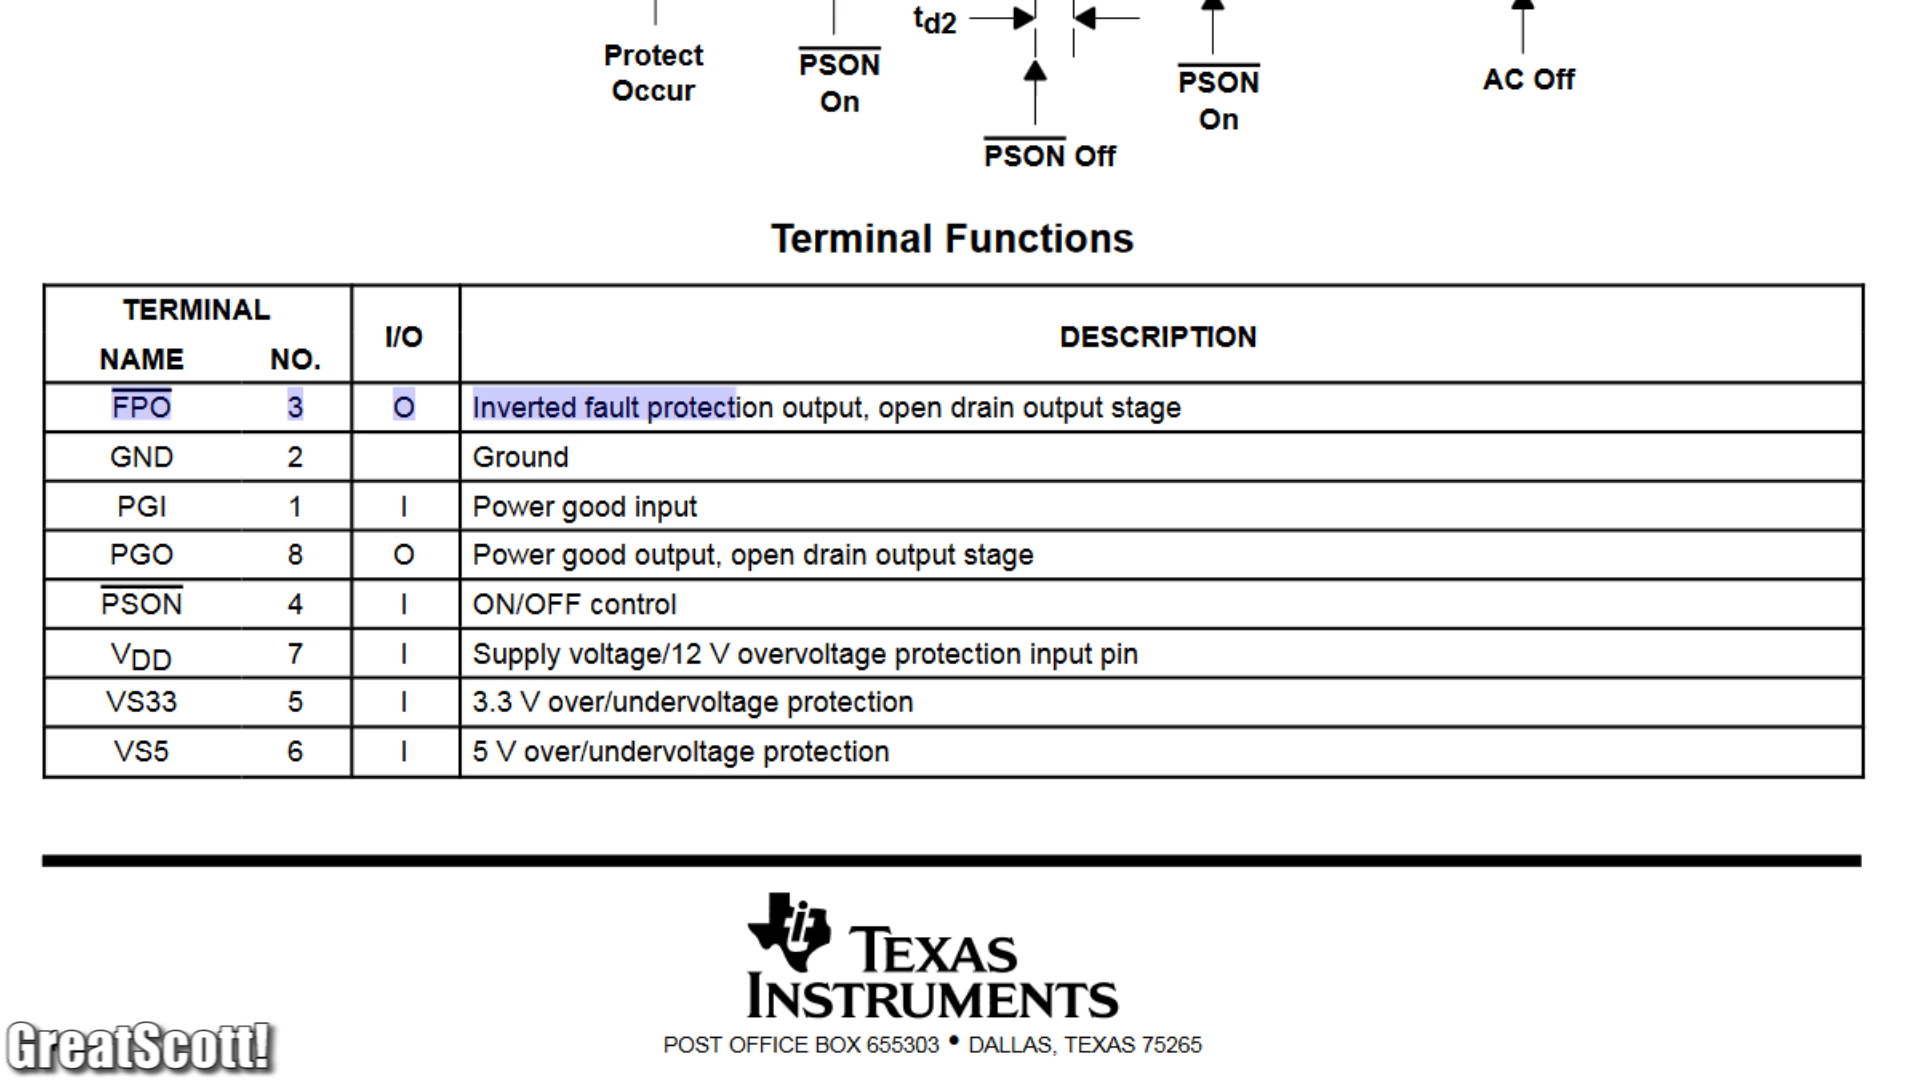 td2
Protect
Occur
PSON
On
PSON Off
PSON
On
AC Off
Terminal Functions
TERMINAL
NAME NO. I/O DESCRIPTION
FPO 3 O Inverted fault protection output, open drain output stage
GND 2 Ground
PGI 1 I Power good input
PGO 8 O Power good output, open drain output stage
PSON 4 I ON/OFF control
VDD 7 I Supply voltage/12 V overvoltage protection input pin
VS33 5 I 3.3 V over/undervoltage protection
VS5 6 I 5 V over/undervoltage protection
TEXAS
INSTRUMENTS
POST OFFICE BOX 655303 • DALLAS, TEXAS 75265
GreatScott!